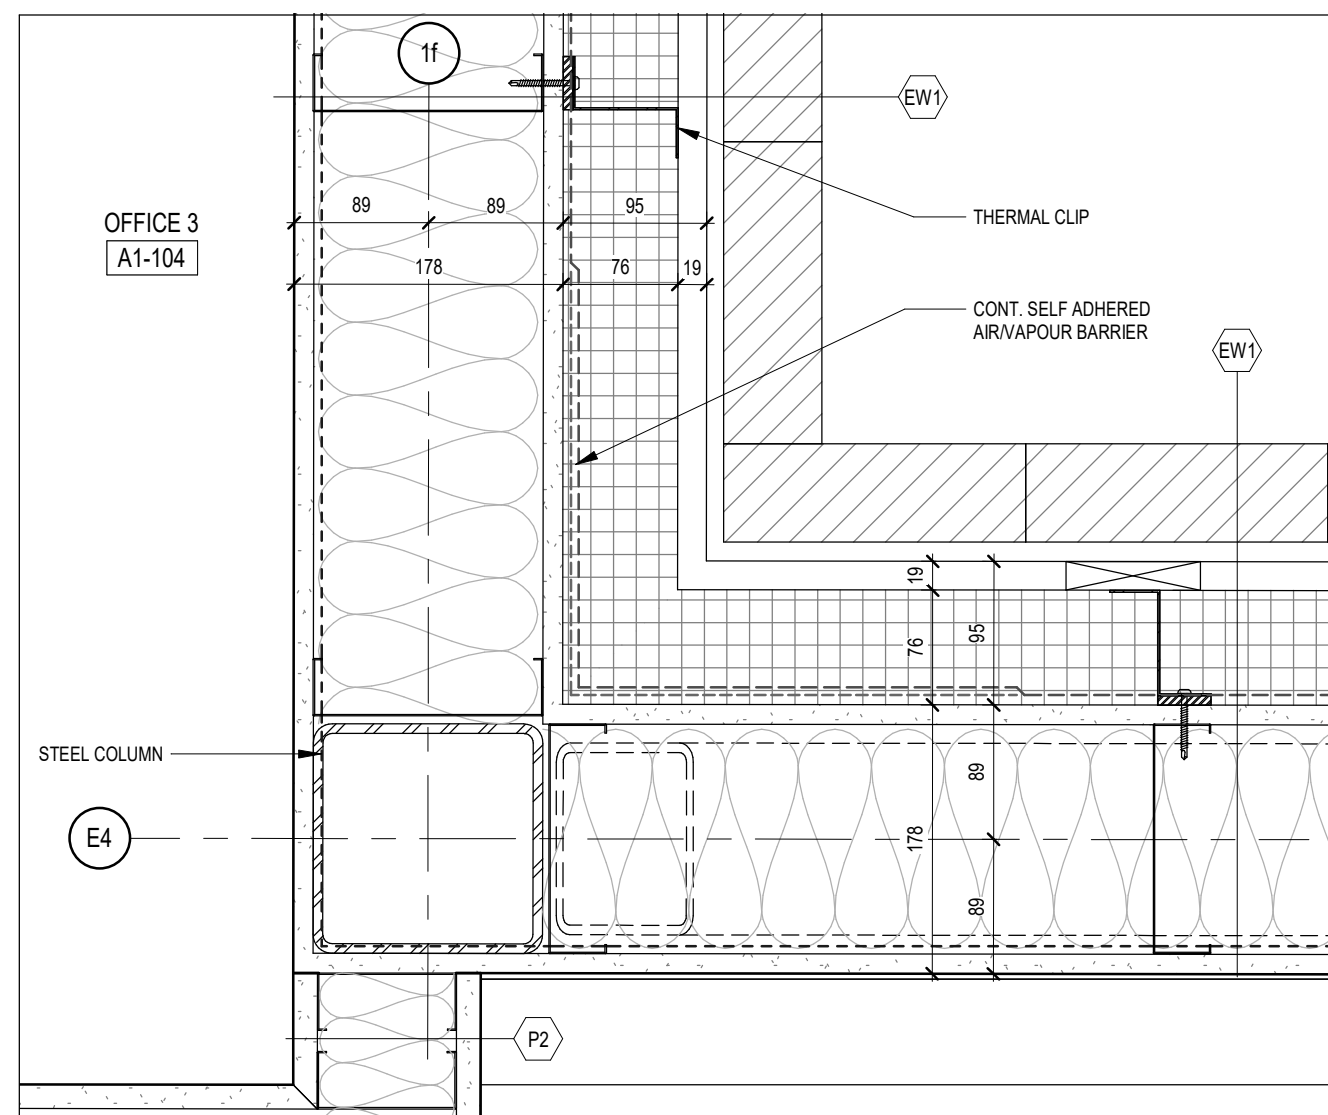 1f
EW1
OFFICE 3
A1-104
89
89
95
178
76
19
THERMAL CLIP
CONT. SELF ADHERED
AIR/VAPOUR BARRIER
EW1
19
76
95
STEEL COLUMN
89
178
89
E4
P2